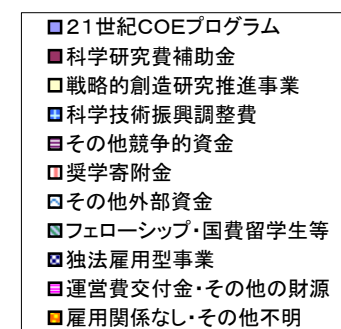 21世紀COEプログラム
科学研究費補助金
戦略的創造研究推進事業
科学技術振興調整費
その他競争的資金
奨学寄附金
その他外部資金
フェローシップ・国費留学生等
独法雇用型事業
運営費交付金・その他の財源
雇用関係なし・その他不明